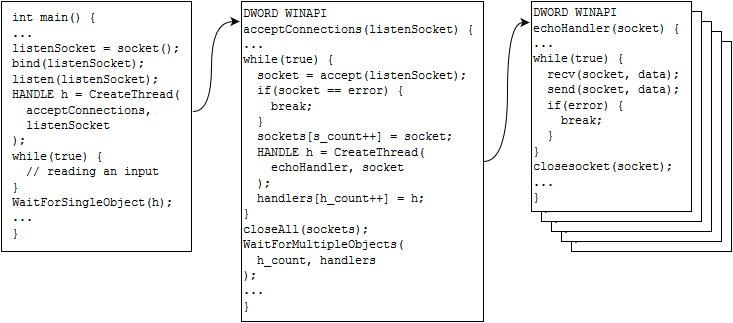 int main() {
...
listenSocket = socket();
bind(listenSocket);
listen(listenSocket);
HANDLE h = CreateThread(
acceptConnections,
listenSocket
);
while(true) {
// reading an input
}
WaitForSingleObject(h);
...
}
DWORD WINAPI
acceptConnections(listenSocket) {
...
while(true) {
socket = accept(listenSocket);
if(socket == error) {
break;
}
sockets[s_count++] = socket;
HANDLE h = CreateThread(
echoHandler, socket
);
handlers[h_count++] = h;
}
closeAll(sockets);
WaitForMultipleObjects(
h_count, handlers
);
...
}
DWORD WINAPI
echoHandler(socket) {
...
while(true) {
recv(socket, data);
send(socket, data);
if(error) {
break;
}
}
closesocket(socket);
...
}